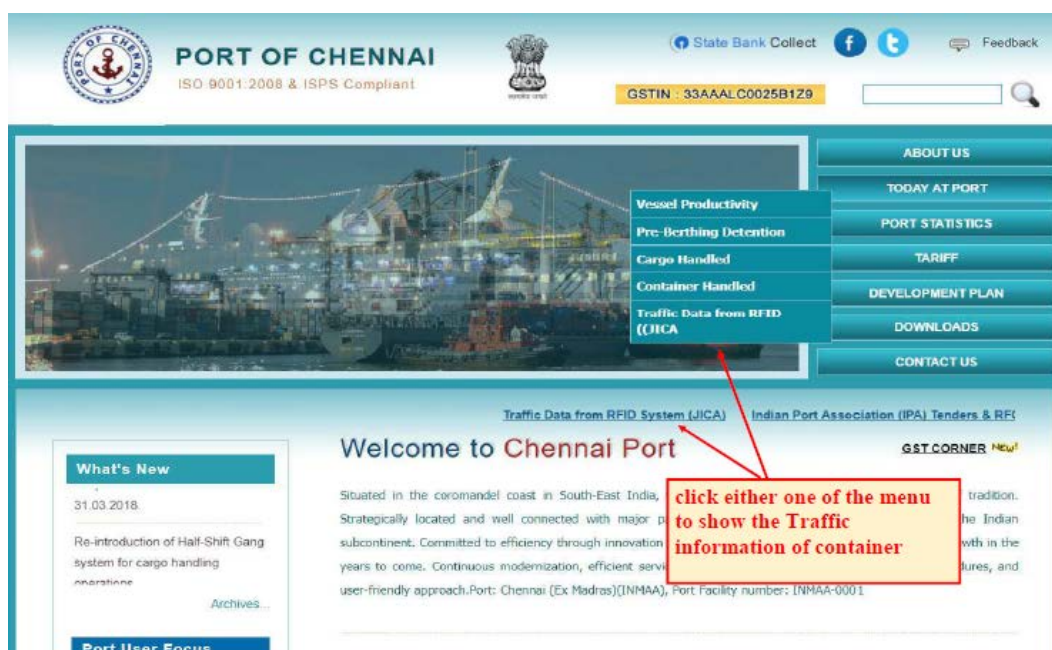 PORT OF CHENNAI
ISO 9001:2008 & ISPS Compliant
सत्यमेव जयते
State Bank Collect
Feedback
GSTIN : 33AAALC0025B1Z9
ABOUT US
TODAY AT PORT
PORT STATISTICS
TARIFF
DEVELOPMENT PLAN
DOWNLOADS
CONTACT US
Vessel Productivity
Pre-Berthing Detention
Cargo Handled
Container Handled
Traffic Data from RFID
((JICA
Traffic Data from RFID System (JICA) Indian Port Association (IPA) Tenders & RF
Welcome to Chennai Port
GST CORNER New!
What's New
31.03.2018.
Re-introduction of Half-Shift Gang
system for cargo handling
operations
Archives...
Port User Focus
Situated in the coromandel coast in South-East India, tradition.
Strategically located and well connected with major p he Indian
subcontinent. Committed to efficiency through innovation wth in the
years to come. Continuous modernization, efficient servi dures, and
user-friendly approach.Port: Chennai (Ex Madras)(INMAA), Port Facility number: INMAA-0001
click either one of the menu
to show the Traffic
information of container